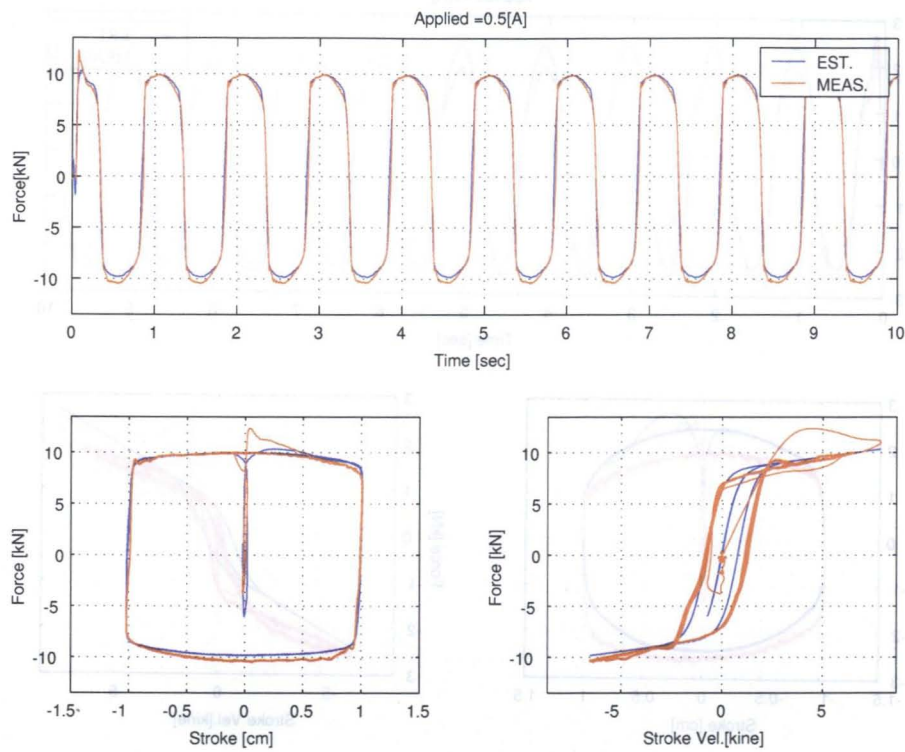 Applied =0.5[A]
EST.
MEAS.
Force[kN]
10
5
0
-5
-10
0 1 2 3 4 5 6 7 8 9 10
Time [sec]
Force [kN]
10
5
0
-5
-10
-1.5 -1 -0.5 0 0.5 1 1.5
Stroke [cm]
Force [kN]
10
5
0
-5
-10
-5 0 5
Stroke Vel.[kine]